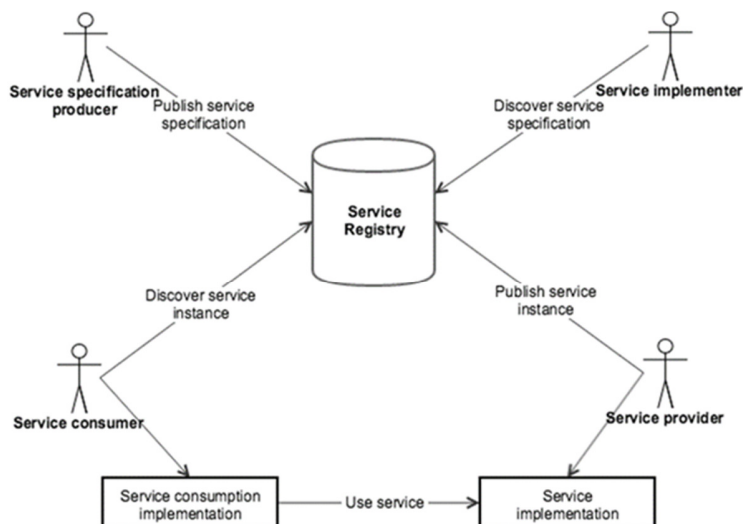 Service specification
producer
Service implementer
Publish service
specification
Discover service
specification
Service
Registry
Discover service
instance
Publish service
instance
Service consumer
Service provider
Service consumption
implementation
Use service
Service
implementation